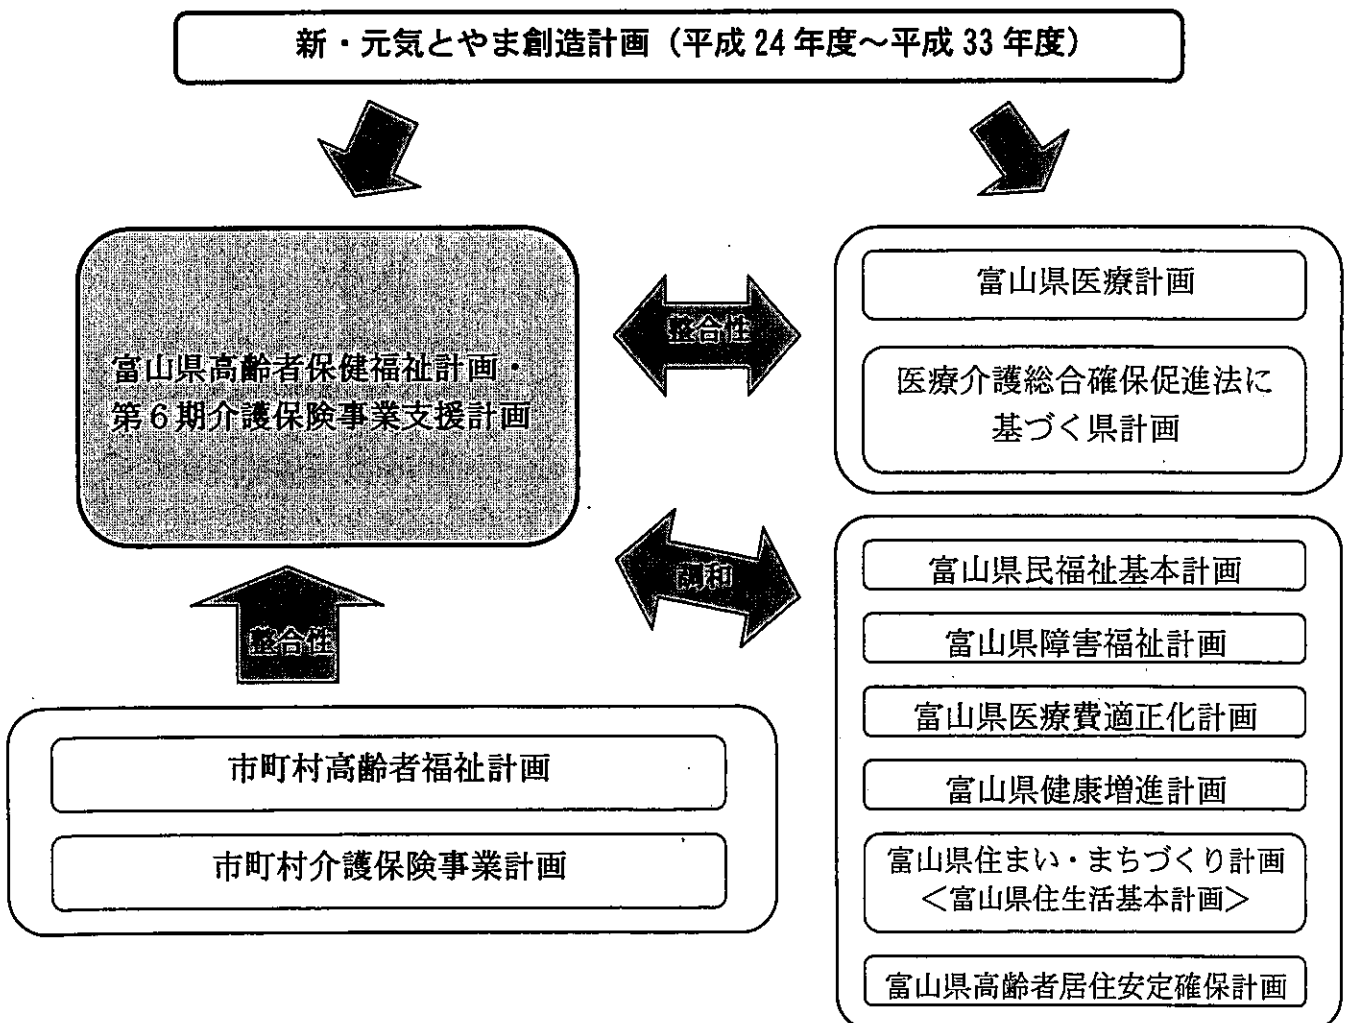 新・元気とやま創造計画（平成 24 年度～平成 33 年度）
富山県高齢者保健福祉計画・
第６期介護保険事業支援計画
整合性
富山県医療計画
医療介護総合確保促進法に
基づく県計画
調和
富山県民福祉基本計画
富山県障害福祉計画
富山県医療費適正化計画
富山県健康増進計画
富山県住まい・まちづくり計画
＜富山県住生活基本計画＞
富山県高齢者居住安定確保計画
整合性
市町村高齢者福祉計画
市町村介護保険事業計画